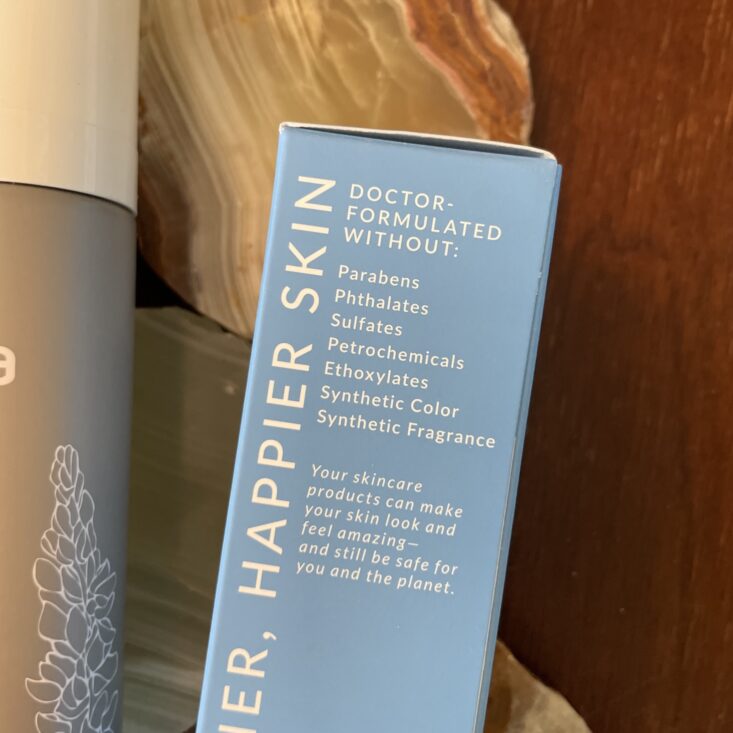 DOCTOR-
FORMULATED
WITHOUT:
Parabens
Phthalates
Sulfates
Petrochemicals
Ethoxylates
Synthetic Color
Synthetic Fragrance
Your skincare
products can make
your skin look and
feel amazing—
and still be safe for
you and the planet.
HAPPIER SKIN